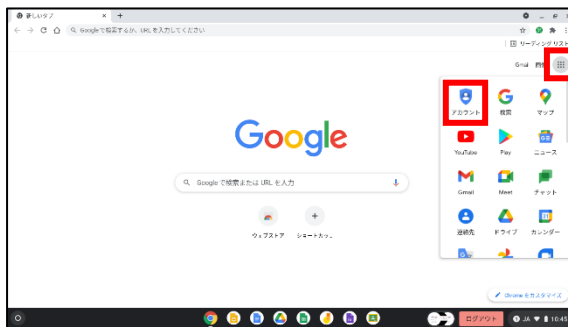 新しいタブ
Google で検索するか、URL を入力してください
リーディング リスト
Gmail 画像
アカウント 検索 マップ
YouTube Play ニュース
Gmail Meet チャット
連絡先 ドライブ カレンダー
Google
Google で検索または URL を入力
ウェブストア ショートカッ...
Chrome をカスタマイズ
ログアウト JA 10:45